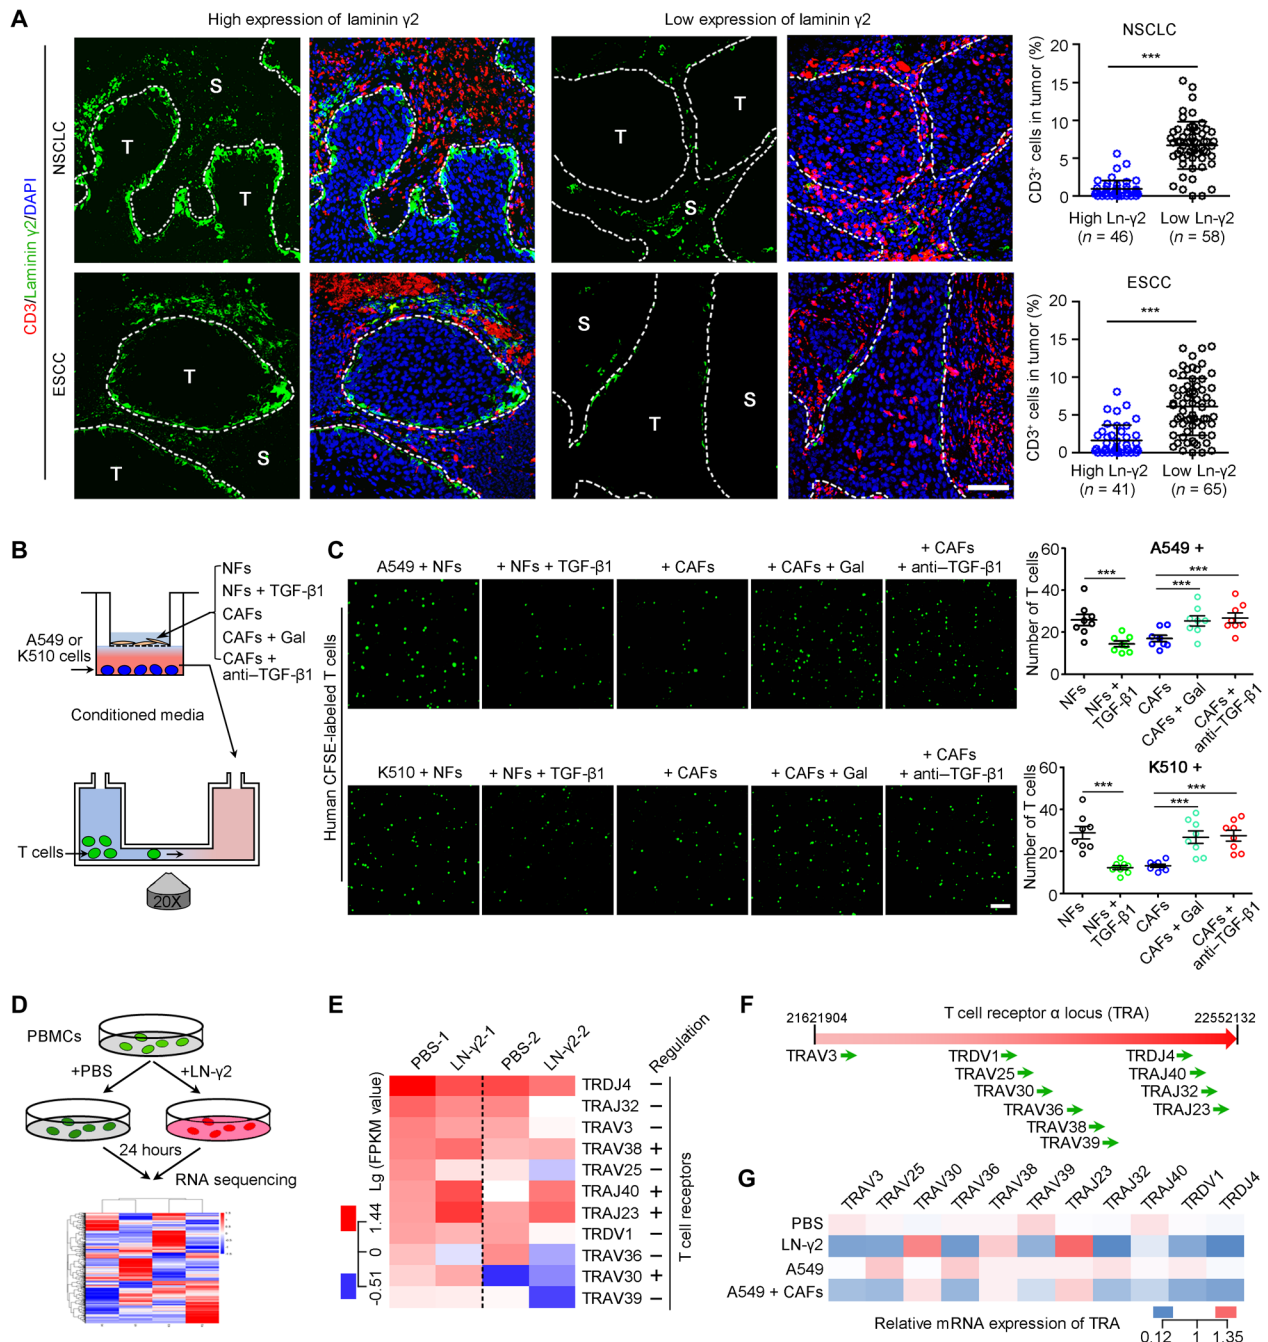 A
High expression of laminin γ2
Low expression of laminin γ2
CD3/Laminin γ2/DAPI
NSCLC
ESCC
S
T
T
T
T
S
T
T
S
S
T
S
NSCLC
CD3+ cells in tumor (%)
20
15
10
5
0
***
High Ln-γ2
(n = 46)
Low Ln-γ2
(n = 58)
ESCC
CD3+ cells in tumor (%)
20
15
10
5
0
***
High Ln-γ2
(n = 41)
Low Ln-γ2
(n = 65)
B
NFs
NFs + TGF-β1
CAFs
CAFs + Gal
CAFs +
anti–TGF-β1
A549 or
K510 cells
Conditioned media
T cells
20X
C
Human CFSE-labeled T cells
A549 + NFs
+ NFs + TGF-β1
+ CAFs
+ CAFs + Gal
+ CAFs
+ anti–TGF-β1
K510 + NFs
+ NFs + TGF-β1
+ CAFs
+ CAFs + Gal
+ CAFs
+ anti–TGF-β1
A549 +
Number of T cells
60
40
20
0
***
***
***
NFs
NFs +
TGF-β1
CAFs
CAFs + Gal
CAFs +
anti–TGF-β1
K510 +
Number of T cells
60
40
20
0
***
***
***
NFs
NFs +
TGF-β1
CAFs
CAFs + Gal
CAFs +
anti–TGF-β1
D
PBMCs
+PBS
+LN-γ2
24 hours
RNA sequencing
E
PBS-1
LN-γ2-1
PBS-2
LN-γ2-2
Regulation
Lg (FPKM value)
1.44
0
-0.51
TRDJ4 –
TRAJ32 –
TRAV3 –
TRAV38 +
TRAV25 –
TRAJ40 +
TRAJ23 +
TRDV1 –
TRAV36 –
TRAV30 +
TRAV39 –
T cell receptors
F
21621904
T cell receptor α locus (TRA)
22552132
TRAV3
TRDV1
TRDJ4
TRAV25
TRAJ40
TRAV30
TRAJ32
TRAV36
TRAJ23
TRAV38
TRAV39
G
TRAV3
TRAV25
TRAV30
TRAV36
TRAV38
TRAV39
TRAJ23
TRAJ32
TRAJ40
TRDV1
TRDJ4
PBS
LN-γ2
A549
A549 + CAFs
Relative mRNA expression of TRA
0.12
1
1.35